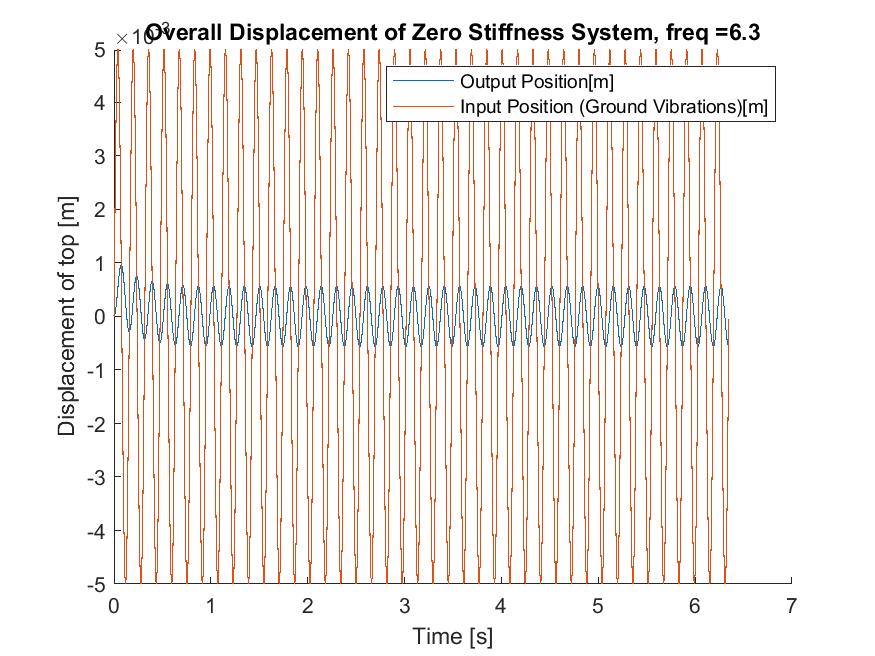 ×10-3
Overall Displacement of Zero Stiffness System, freq =6.3
5
4
3
2
1
0
-1
-2
-3
-4
-5
Displacement of top [m]
Output Position[m]
Input Position (Ground Vibrations)[m]
0 1 2 3 4 5 6 7
Time [s]